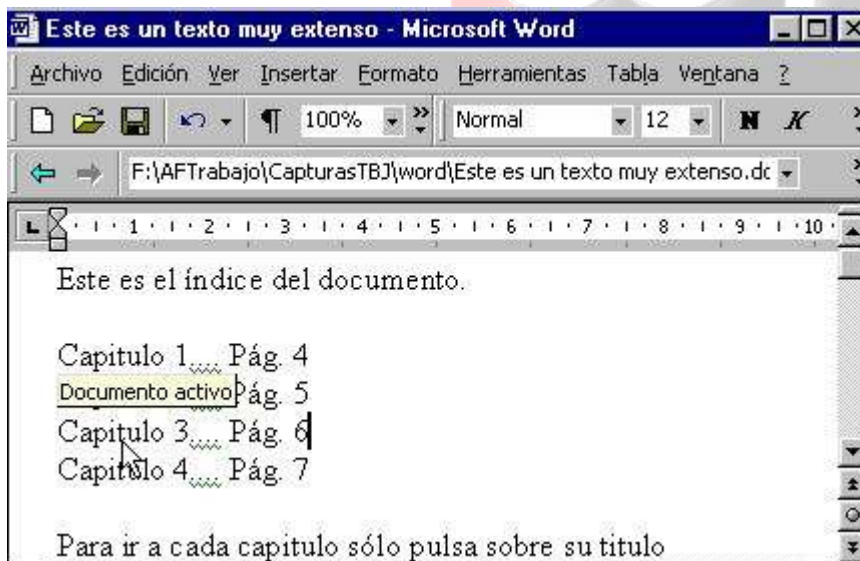 Este es un texto muy extenso - Microsoft Word
Archivo Edición Ver Insertar Formato Herramientas Tabla Ventana ?
100% Normal 12 N K
F:\AFTrabajo\CapturasTBJ\word\Este es un texto muy extenso.dc
1 2 3 4 5 6 7 8 9 10
Este es el índice del documento.
Capitulo 1.... Pág. 4
Documento activo Pág. 5
Capitulo 3.... Pág. 6
Capitulo 4.... Pág. 7
Para ir a cada capitulo sólo pulsa sobre su titulo